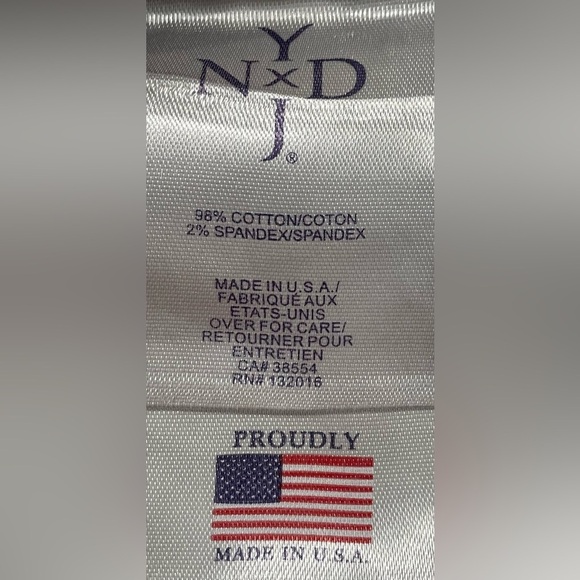 Y
N X D
J®
98% COTTON/COTON
2% SPANDEX/SPANDEX
MADE IN U.S.A./
FABRIQUÉ AUX
ETATS-UNIS
OVER FOR CARE/
RETOURNER POUR
ENTRETIEN
CA# 38554
RN# 132016
PROUDLY
MADE IN U.S.A.